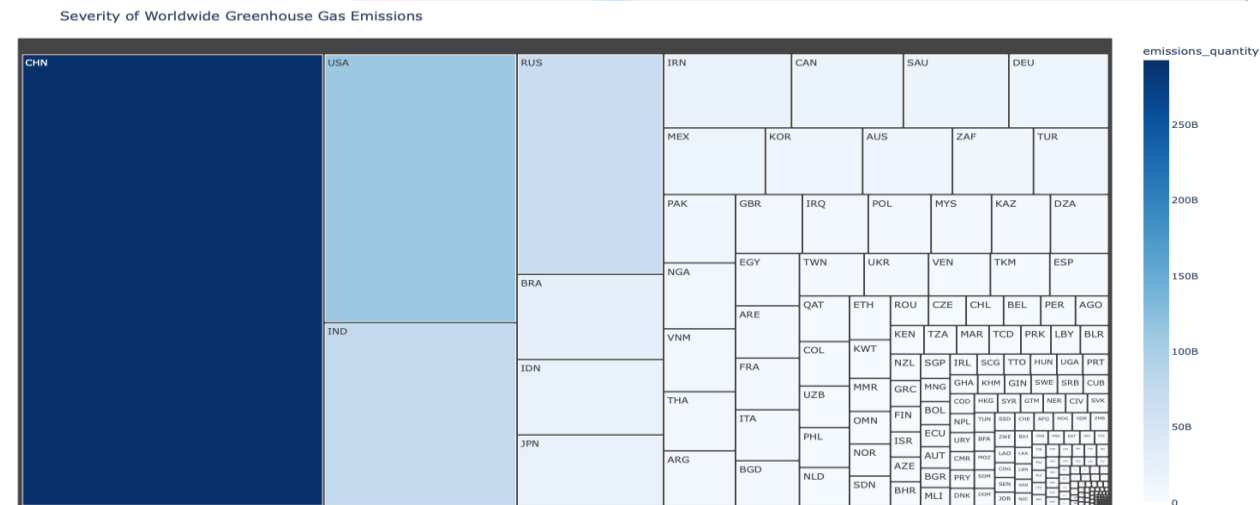 Severity of Worldwide Greenhouse Gas Emissions
emissions_quantity
250B
200B
150B
100B
50B
0
CHN
USA
IND
RUS
BRA
IDN
JPN
IRN
CAN
SAU
DEU
MEX
KOR
AUS
ZAF
TUR
PAK
NGA
VNM
THA
ARG
GBR
IRQ
POL
MYS
KAZ
DZA
EGY
ARE
FRA
ITA
BGD
TWN
UKR
VEN
TKM
ESP
QAT
COL
UZB
PHL
NLD
ETH
KWT
MMR
OMN
NOR
SDN
ROU
CZE
CHL
BEL
PER
AGO
KEN
TZA
MAR
TCD
PRK
LBY
BLR
NZL
GRC
FIN
ISR
AZE
BHR
SGP
MNG
BOL
ECU
AUT
BGR
MLI
IRL
SCG
TTO
HUN
UGA
PRT
GHA
KHM
GIN
SWE
SRB
CUB
COD
HKG
SYR
GTM
NER
CIV
SVK
NPL
URY
CMR
PRY
DNK
TUN
BFA
MOZ
SOM
DOM
SSD
CHE
AFG
MDG
YEM
ZMB
ZWE
BIH
LAO
LKA
COG
LBN
SEN
GAB
JOR
NIC